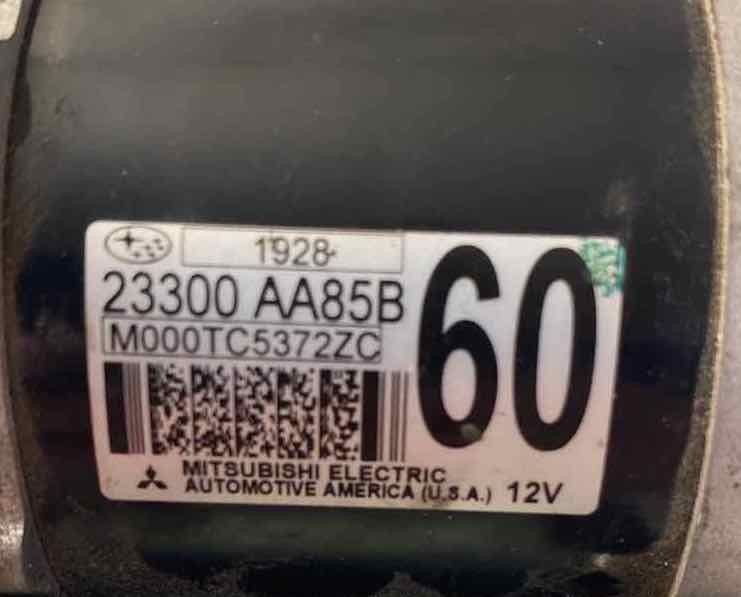 1928
23300 AA85B
60
M000TC5372ZC
MITSUBISHI ELECTRIC
AUTOMOTIVE AMERICA (U.S.A.) 12V